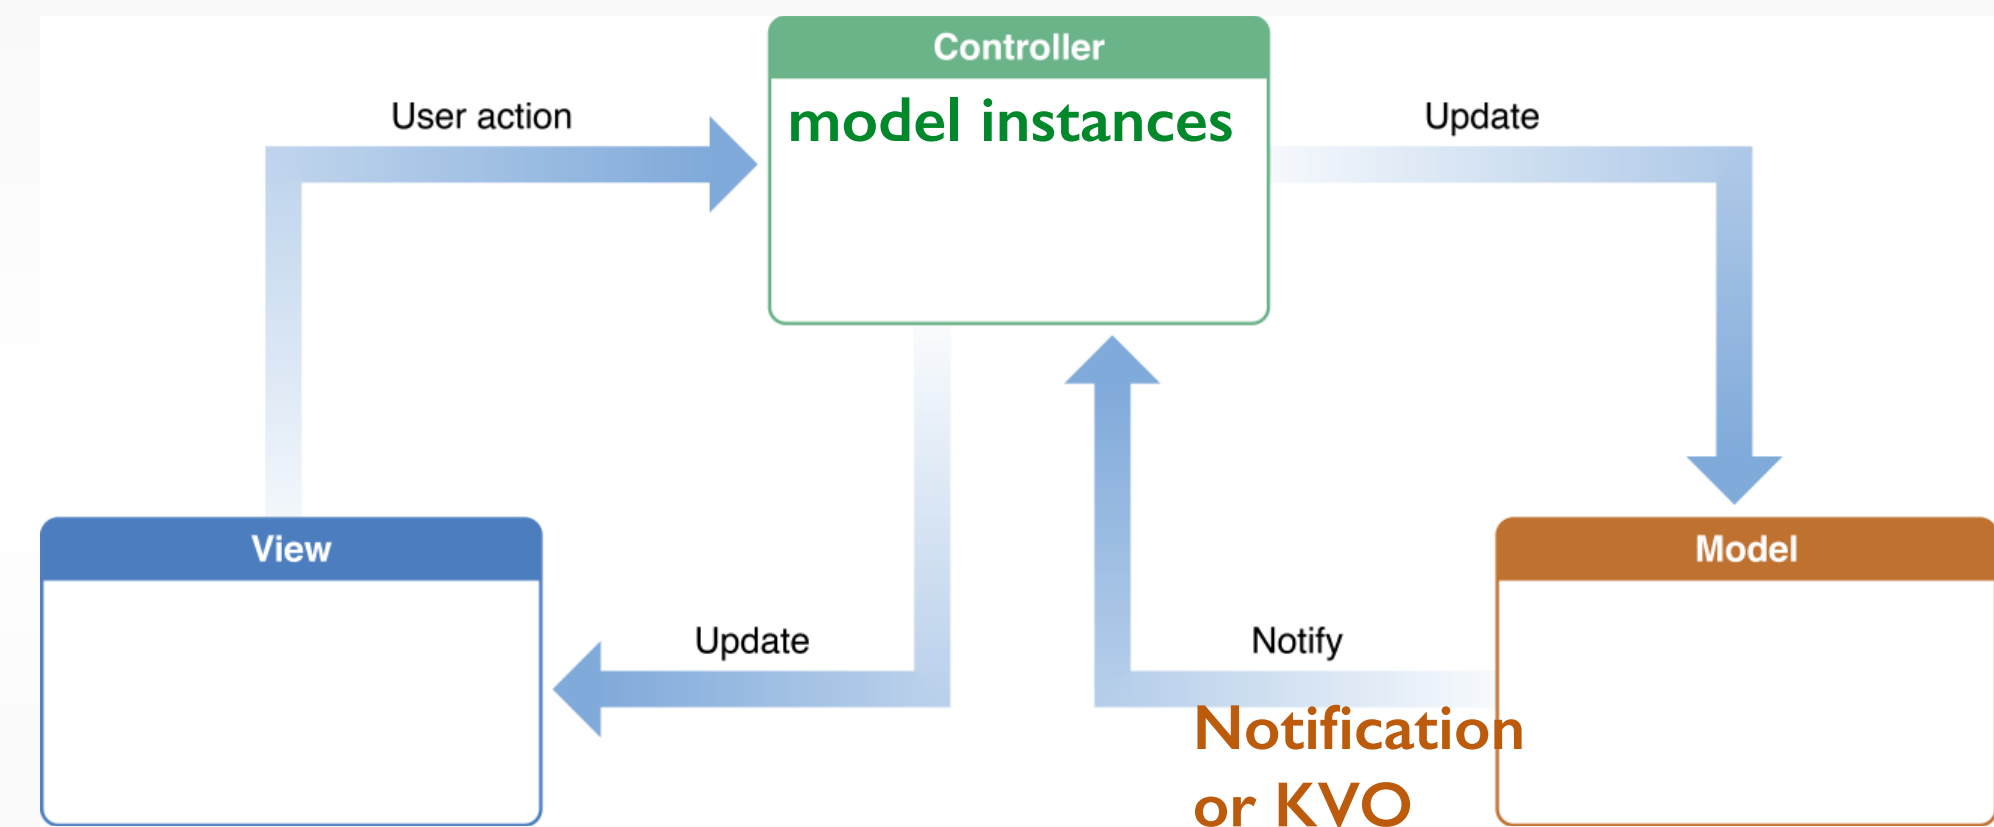 Controller
model instances
User action
Update
View
Model
Update
Notify
Notification
or KVO